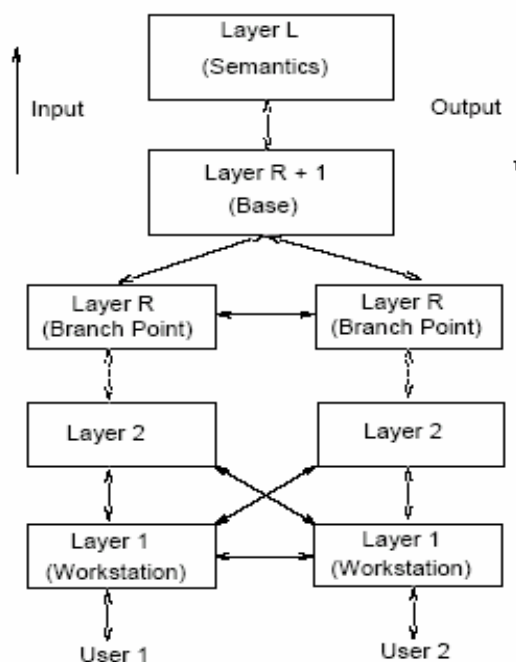 Layer L
(Semantics)
Input
Output
Layer R + 1
(Base)
Layer R
(Branch Point)
Layer R
(Branch Point)
Layer 2
Layer 2
Layer 1
(Workstation)
Layer 1
(Workstation)
User 1
User 2